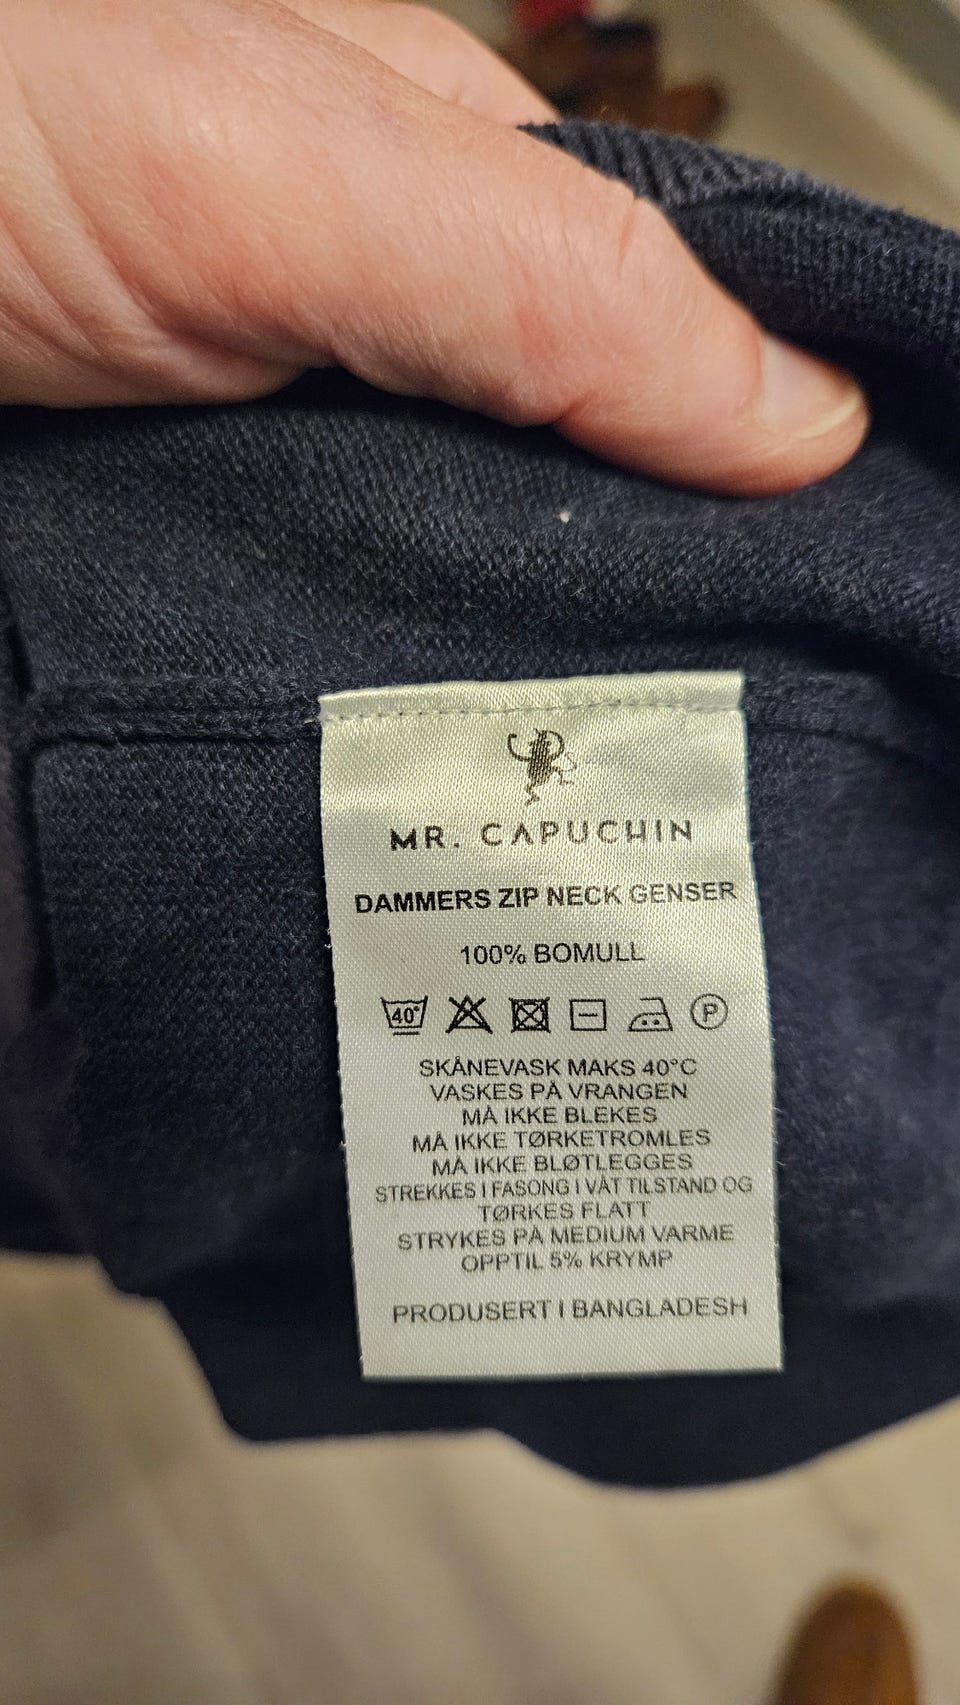 MR. CAPUCHIN
DAMMERS ZIP NECK GENSER
100% BOMULL
40°
P
SKÅNEVASK MAKS 40°C
VASKES PÅ VRANGEN
MÅ IKKE BLEKES
MÅ IKKE TØRKETROMLES
MÅ IKKE BLØTLEGGES
STREKKES I FASONG I VÅT TILSTAND OG
TØRKES FLATT
STRYKES PÅ MEDIUM VARME
OPPTIL 5% KRYMP
PRODUSERT I BANGLADESH